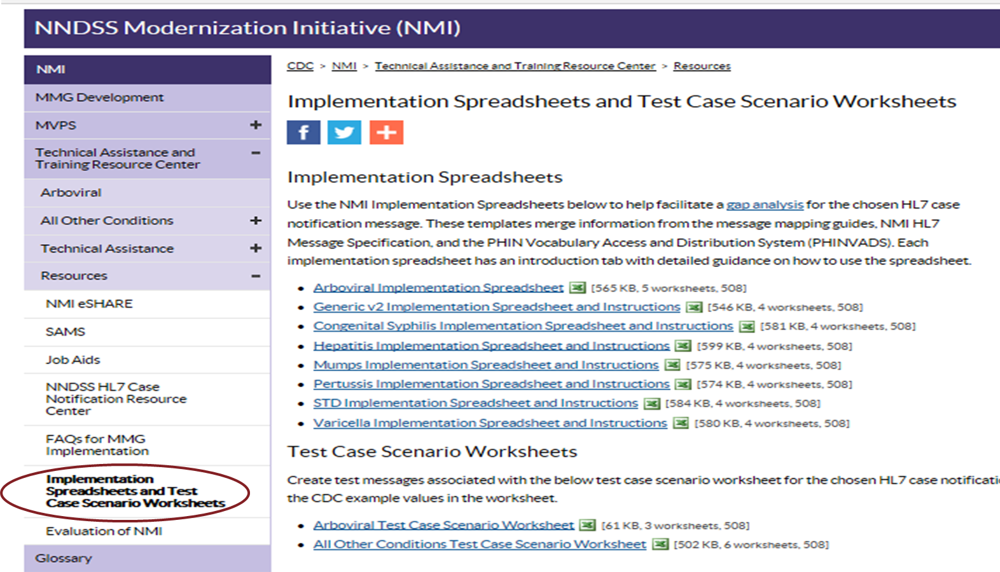 NNDSS Modernization Initiative (NMI)
NMI
MMG Development
MVPS +
Technical Assistance and −
Training Resource Center
Arboviral
All Other Conditions +
Technical Assistance +
Resources −
NMI eSHARE
SAMS
Job Aids
NNDSS HL7 Case
Notification Resource
Center
FAQs for MMG
Implementation
Implementation
Spreadsheets and Test
Case Scenario Worksheets
Evaluation of NMI
Glossary
CDC > NMI > Technical Assistance and Training Resource Center > Resources
Implementation Spreadsheets and Test Case Scenario Worksheets
Implementation Spreadsheets
Use the NMI Implementation Spreadsheets below to help facilitate a gap analysis for the chosen HL7 case
notification message. These templates merge information from the message mapping guides, NMI HL7
Message Specification, and the PHIN Vocabulary Access and Distribution System (PHINVADS). Each
implementation spreadsheet has an introduction tab with detailed guidance on how to use the spreadsheet.
• Arboviral Implementation Spreadsheet [565 KB, 5 worksheets, 508]
• Generic v2 Implementation Spreadsheet and Instructions [546 KB, 4 worksheets, 508]
• Congenital Syphilis Implementation Spreadsheet and Instructions [581 KB, 4 worksheets, 508]
• Hepatitis Implementation Spreadsheet and Instructions [599 KB, 4 worksheets, 508]
• Mumps Implementation Spreadsheet and Instructions [575 KB, 4 worksheets, 508]
• Pertussis Implementation Spreadsheet and Instructions [574 KB, 4 worksheets, 508]
• STD Implementation Spreadsheet and Instructions [584 KB, 4 worksheets, 508]
• Varicella Implementation Spreadsheet and Instructions [580 KB, 4 worksheets, 508]
Test Case Scenario Worksheets
Create test messages associated with the below test case scenario worksheet for the chosen HL7 case notificati
the CDC example values in the worksheet.
• Arboviral Test Case Scenario Worksheet [61 KB, 3 worksheets, 508]
• All Other Conditions Test Case Scenario Worksheet [502 KB, 6 worksheets, 508]